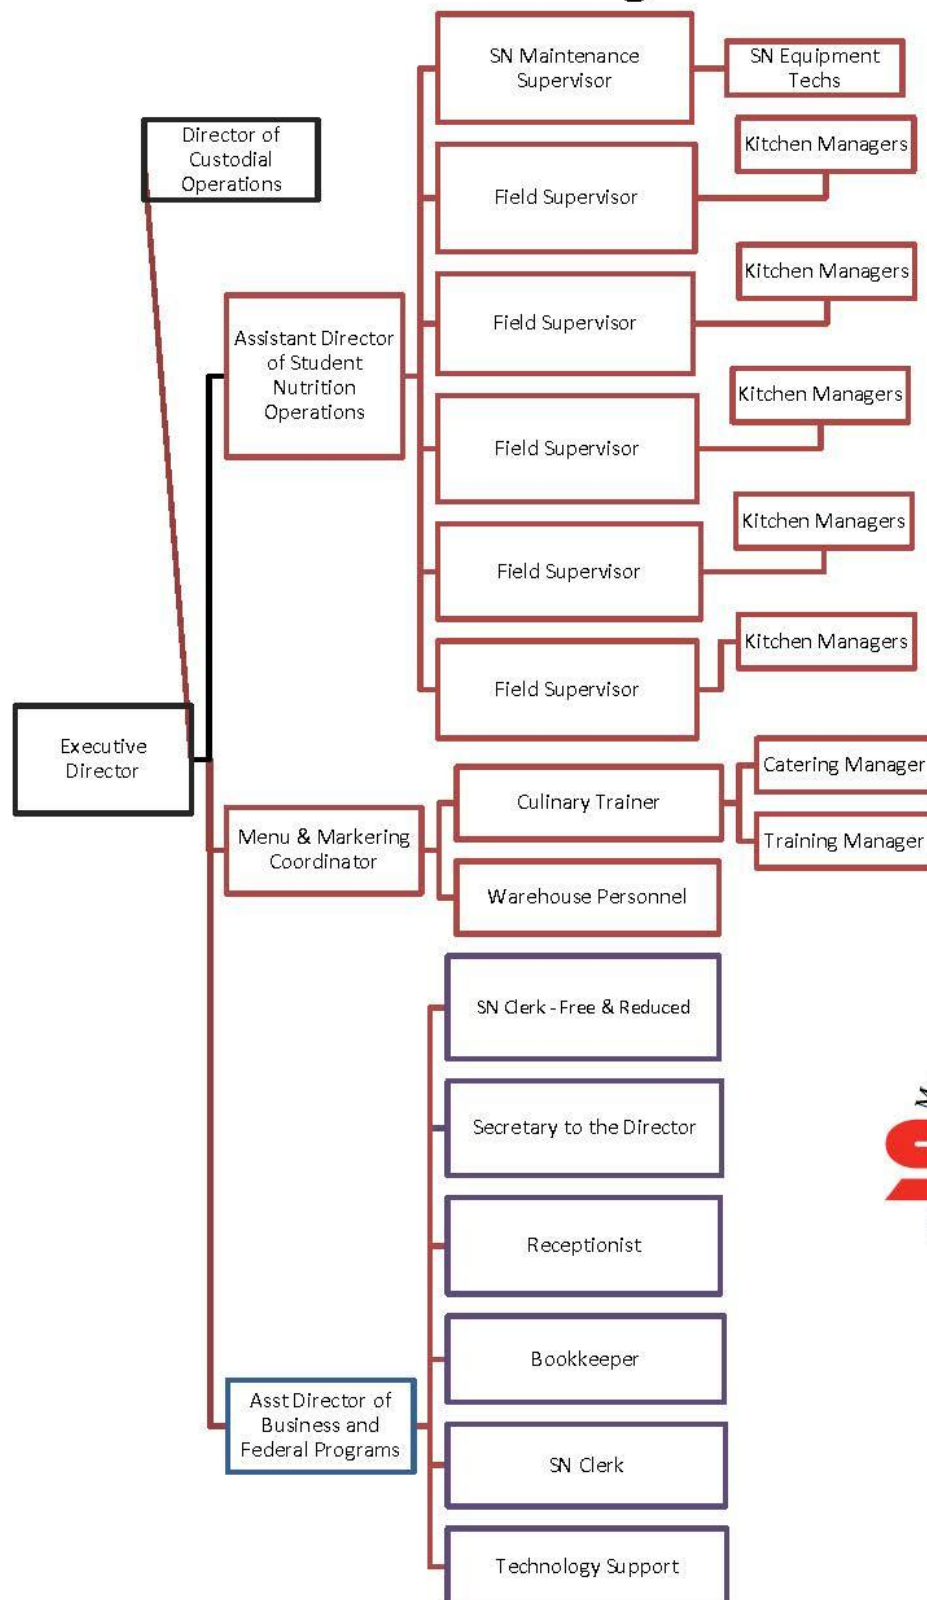 SN Maintenance
Supervisor
SN Equipment
Techs
Director of
Custodial
Operations
Kitchen Managers
Field Supervisor
Kitchen Managers
Field Supervisor
Assistant Director
of Student
Nutrition
Operations
Kitchen Managers
Field Supervisor
Kitchen Managers
Field Supervisor
Kitchen Managers
Field Supervisor
Executive
Director
Catering Manager
Culinary Trainer
Training Manager
Menu & Markering
Coordinator
Warehouse Personnel
SN Clerk - Free & Reduced
Secretary to the Director
Receptionist
Bookkeeper
Asst Director of
Business and
Federal Programs
SN Clerk
Technology Support